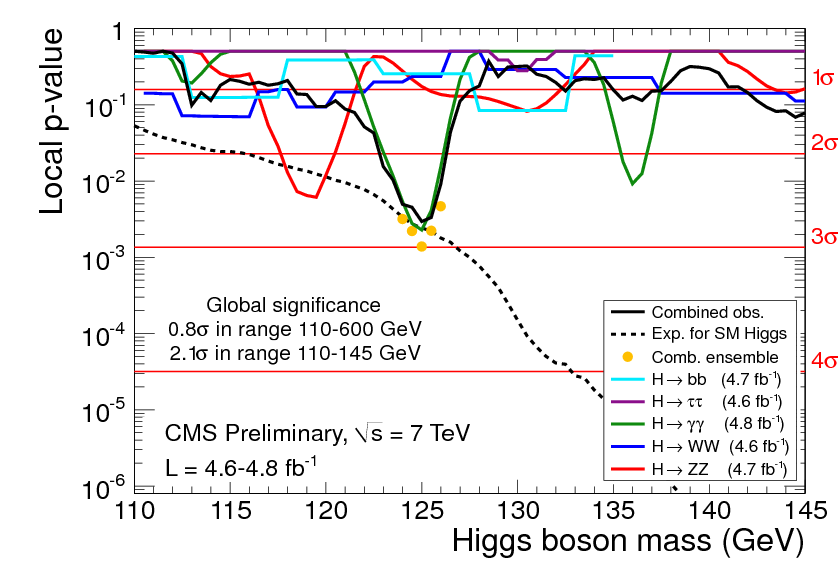 Local p-value
1
10⁻¹
10⁻²
10⁻³
10⁻⁴
10⁻⁵
10⁻⁶
1σ
2σ
3σ
4σ
Global significance
0.8σ in range 110-600 GeV
2.1σ in range 110-145 GeV
CMS Preliminary, √s = 7 TeV
L = 4.6-4.8 fb⁻¹
Combined obs.
Exp. for SM Higgs
Comb. ensemble
H → bb (4.7 fb⁻¹)
H → ττ (4.6 fb⁻¹)
H → γγ (4.8 fb⁻¹)
H → WW (4.6 fb⁻¹)
H → ZZ (4.7 fb⁻¹)
110 115 120 125 130 135 140 145
Higgs boson mass (GeV)